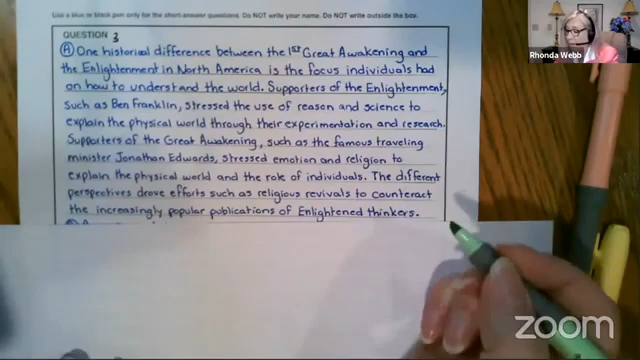 Use a blue or black pen only for the short-answer questions. Do NOT write your name. Do NOT write outside the box.
QUESTION 3
(A) One historical difference between the 1ST Great Awakening and
the Enlightenment in North America is the focus individuals had
on how to understand the world. Supporters of the Enlightenment,
such as Ben Franklin, stressed the use of reason and science to
explain the physical world through their experimentation and research.
Supporters of the Great Awakening, such as the famous traveling
minister Jonathan Edwards, stressed emotion and religion to
explain the physical world and the role of individuals. The different
perspectives drove efforts such as religious revivals to counteract
the increasingly popular publications of Enlightened thinkers.
Rhonda Webb
zoom